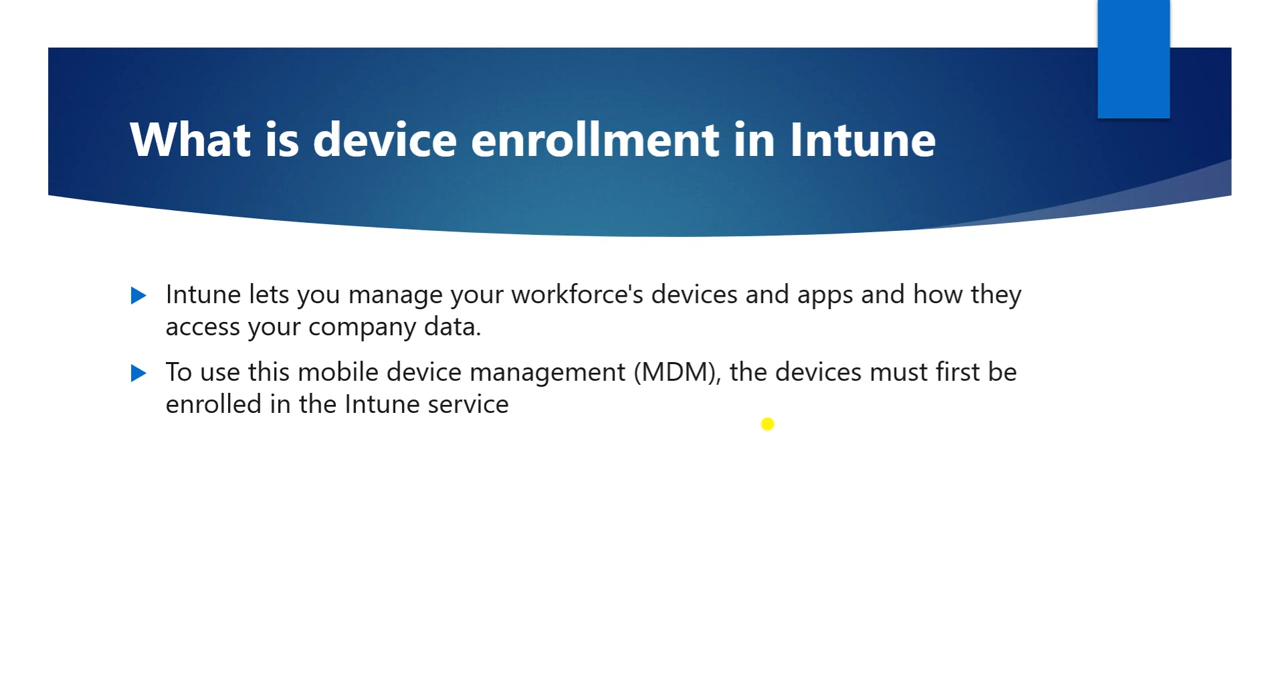 What is device enrollment in Intune
Intune lets you manage your workforce's devices and apps and how they
access your company data.
To use this mobile device management (MDM), the devices must first be
enrolled in the Intune service